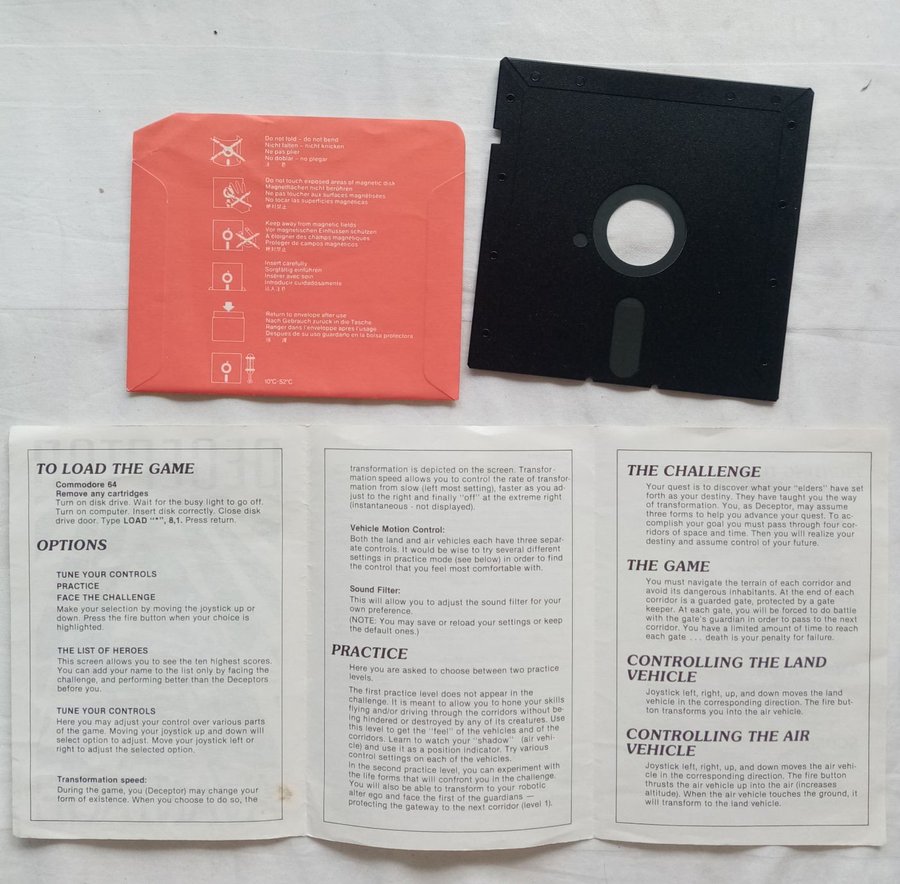 Do not fold - do not bend
Nicht falten - nicht knicken
Ne pas plier
No doblar - no plegar
Do not touch exposed areas of magnetic disk
Magnetflächen nicht berühren
Ne pas toucher aux surfaces magnétisées
No tocar las superficies magnéticas
Keep away from magnetic fields
Vor magnetischen Einflüssen schützen
A éloigner des champs magnétiques
Proteger de campos magnéticos
Insert carefully
Sorgfältig einführen
Insérer avec soin
Introducir cuidadosamente
Return to envelope after use
Nach Gebrauch zurück in die Tasche
Ranger dans l'enveloppe après l'usage
Después de su uso guardarlo en la bolsa protectora
10°C-52°C
TO LOAD THE GAME
Commodore 64
Remove any cartridges
Turn on disk drive. Wait for the busy light to go off.
Turn on computer. Insert disk correctly. Close disk
drive door. Type LOAD "*", 8,1. Press return.
OPTIONS
TUNE YOUR CONTROLS
PRACTICE
FACE THE CHALLENGE
Make your selection by moving the joystick up or
down. Press the fire button when your choice is
highlighted.
THE LIST OF HEROES
This screen allows you to see the ten highest scores.
You can add your name to the list only by facing the
challenge, and performing better than the Deceptors
before you.
TUNE YOUR CONTROLS
Here you may adjust your control over various parts
of the game. Moving your joystick up and down will
select option to adjust. Move your joystick left or
right to adjust the selected option.
Transformation speed:
During the game, you (Deceptor) may change your
form of existence. When you choose to do so, the
transformation is depicted on the screen. Transfor-
mation speed allows you to control the rate of transfor-
mation from slow (left most setting), faster as you ad-
just to the right and finally "off" at the extreme right
(instantaneous - not displayed).
Vehicle Motion Control:
Both the land and air vehicles each have three separ-
ate controls. It would be wise to try several different
settings in practice mode (see below) in order to find
the control that you feel most comfortable with.
Sound Filter:
This will allow you to adjust the sound filter for your
own preference.
(NOTE: You may save or reload your settings or keep
the default ones.)
PRACTICE
Here you are asked to choose between two practice
levels.
The first practice level does not appear in the
challenge. It is meant to allow you to hone your skills
flying and/or driving through the corridors without be-
ing hindered or destroyed by any of its creatures. Use
this level to get the "feel" of the vehicles and of the
corridors. Learn to watch your "shadow" (air vehi-
cle) and use it as a position indicator. Try various
control settings on each of the vehicles.
In the second practice level, you can experiment with
the life forms that will confront you in the challenge.
You will also be able to transform to your robotic
alter ego and face the first of the guardians —
protecting the gateway to the next corridor (level 1).
THE CHALLENGE
Your quest is to discover what your "elders" have set
forth as your destiny. They have taught you the way
of transformation. You, as Deceptor, may assume
three forms to help you advance your quest. To ac-
complish your goal you must pass through four cor-
ridors of space and time. Then you will realize your
destiny and assume control of your future.
THE GAME
You must navigate the terrain of each corridor and
avoid its dangerous inhabitants. At the end of each
corridor is a guarded gate, protected by a gate
keeper. At each gate, you will be forced to do battle
with the gate's guardian in order to pass to the next
corridor. You have a limited amount of time to reach
each gate . . . death is your penalty for failure.
CONTROLLING THE LAND
VEHICLE
Joystick left, right, up, and down moves the land
vehicle in the corresponding direction. The fire but-
ton transforms you into the air vehicle.
CONTROLLING THE AIR
VEHICLE
Joystick left, right, up, and down moves the air vehi-
cle in the corresponding direction. The fire button
thrusts the air vehicle up into the air (increases
altitude). When the air vehicle touches the ground, it
will transform to the land vehicle.